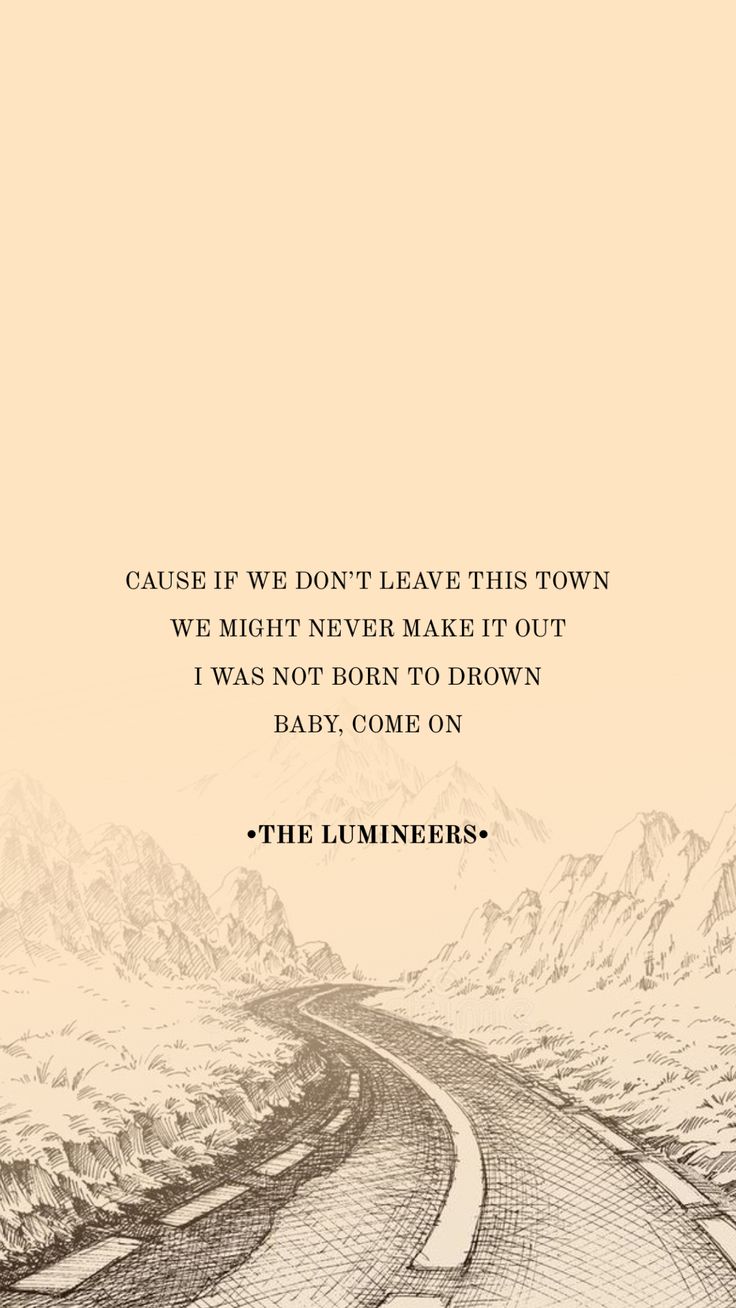 CAUSE IF WE DON'T LEAVE THIS TOWN
WE MIGHT NEVER MAKE IT OUT
I WAS NOT BORN TO DROWN
BABY, COME ON
•THE LUMINEERS•